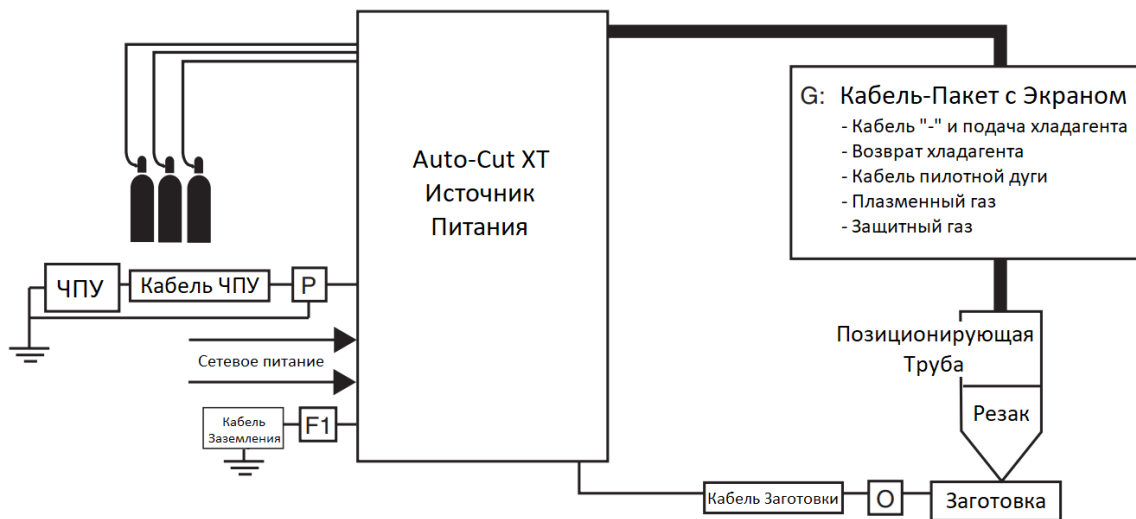 Auto-Cut XT
Источник
Питания
G: Кабель-Пакет с Экраном
- Кабель "-" и подача хладагента
- Возврат хладагента
- Кабель пилотной дуги
- Плазменный газ
- Защитный газ
ЧПУ
Кабель ЧПУ
P
Сетевое питание
Кабель
Заземления
F1
Позиционирующая
Труба
Резак
Кабель Заготовки
O
Заготовка